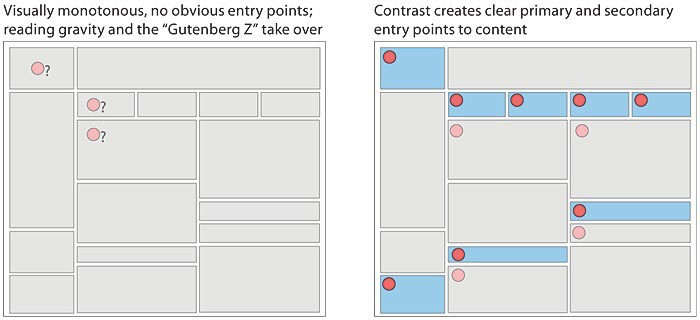 Visually monotonous, no obvious entry points;
reading gravity and the “Gutenberg Z” take over
Contrast creates clear primary and secondary
entry points to content
?
?
?